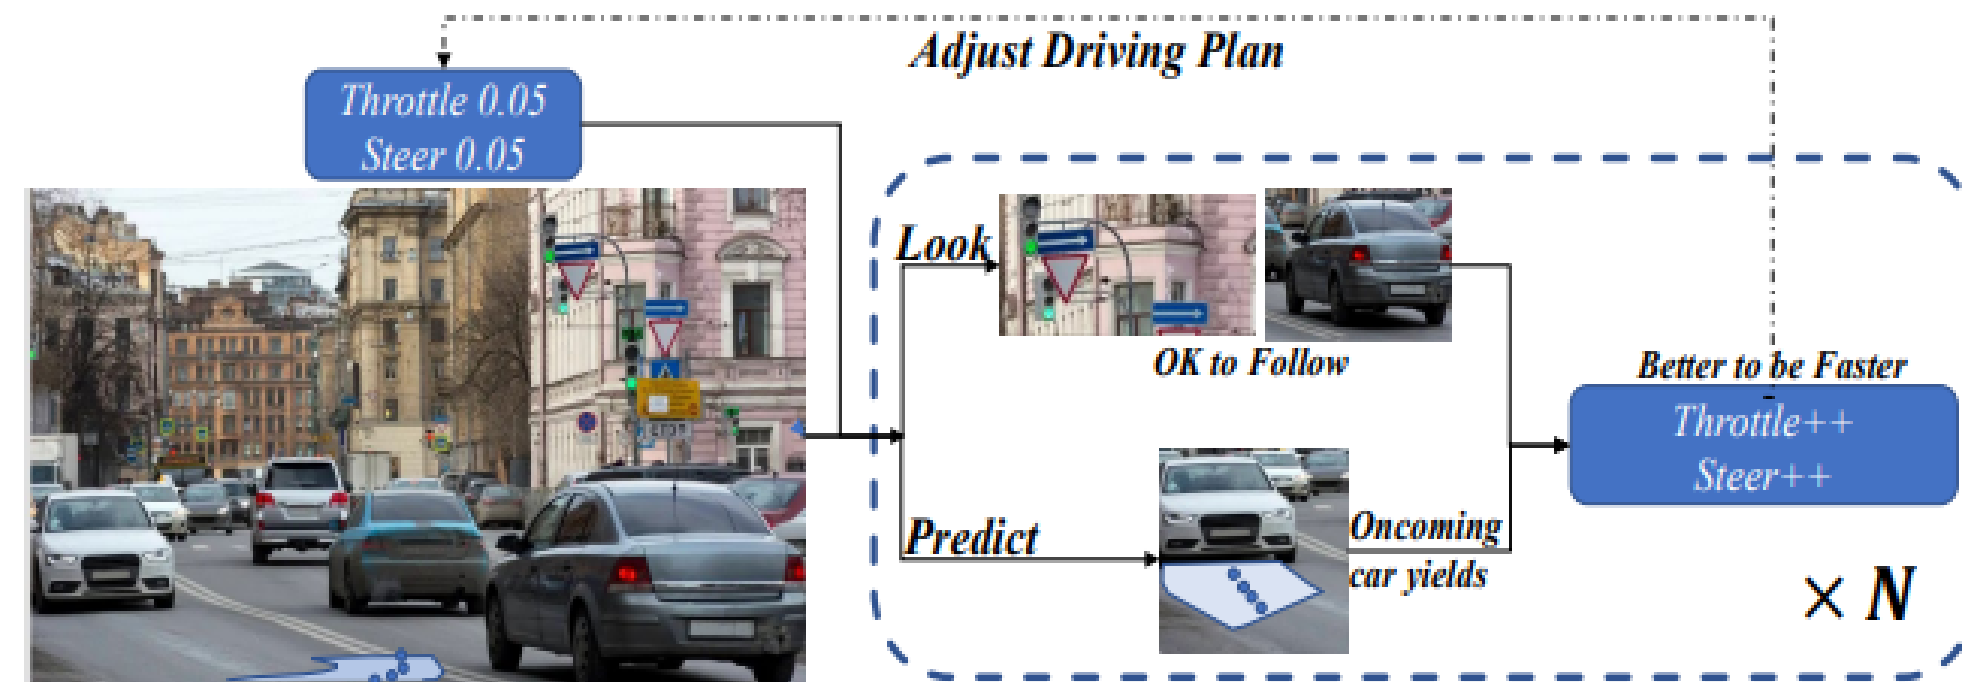 Adjust Driving Plan
Throttle 0.05
Steer 0.05
Look
OK to Follow
Better to be Faster
Throttle++
Steer++
Predict
Oncoming
car yields
× N